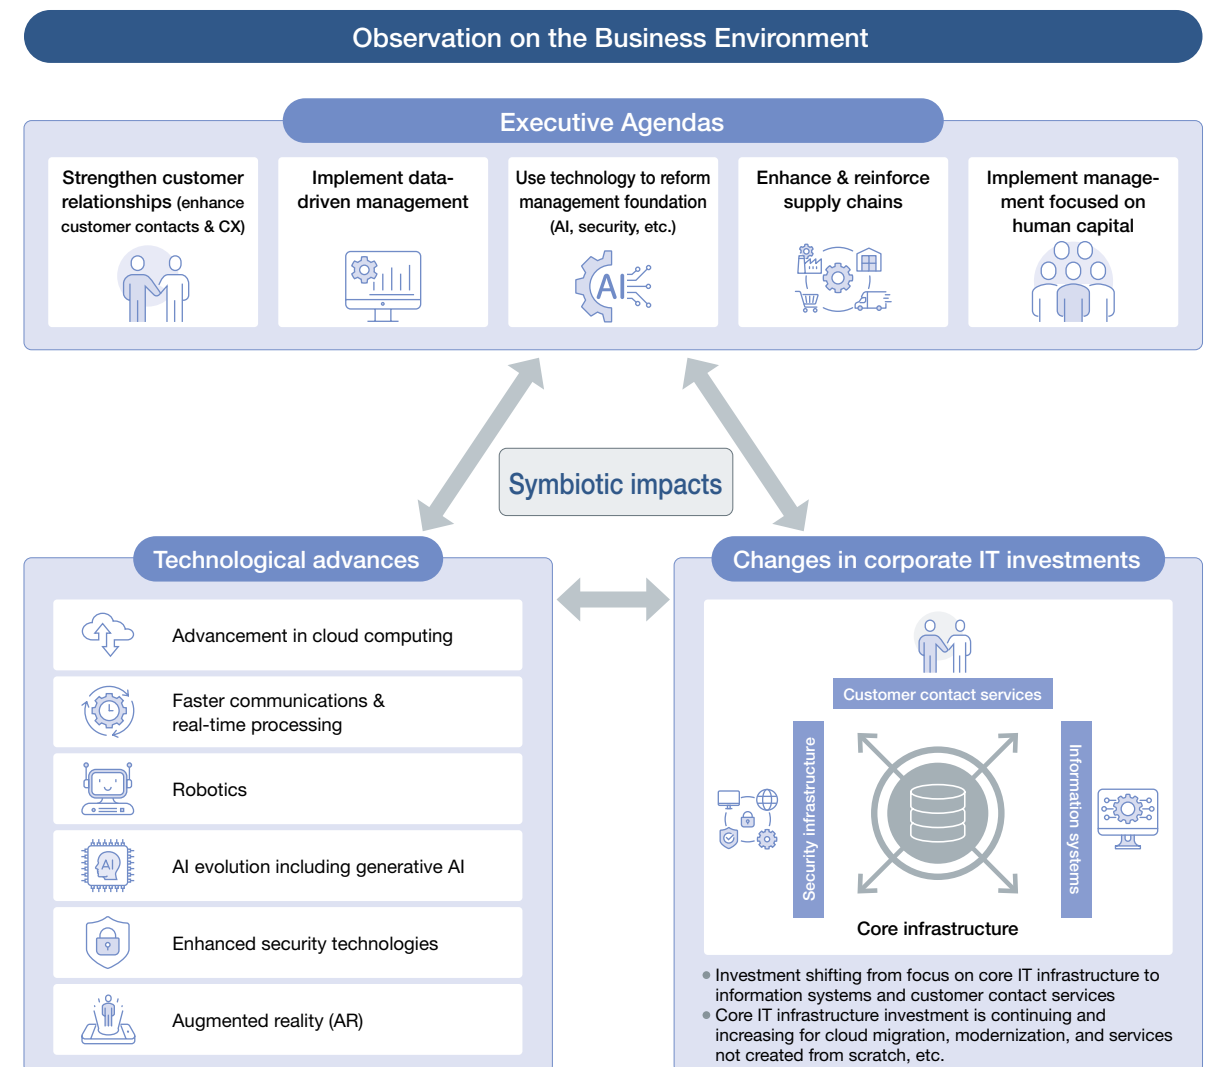 Observation on the Business Environment
Executive Agendas
Strengthen customer
relationships (enhance
customer contacts & CX)
Implement data-
driven management
Use technology to reform
management foundation
(AI, security, etc.)
AI
Enhance & reinforce
supply chains
Implement manage-
ment focused on
human capital
Symbiotic impacts
Technological advances
Advancement in cloud computing
Faster communications &
real-time processing
Robotics
AI
AI evolution including generative AI
Enhanced security technologies
Augmented reality (AR)
Changes in corporate IT investments
Customer contact services
Security infrastructure
Information systems
Core infrastructure
● Investment shifting from focus on core IT infrastructure to
information systems and customer contact services
● Core IT infrastructure investment is continuing and
increasing for cloud migration, modernization, and services
not created from scratch, etc.